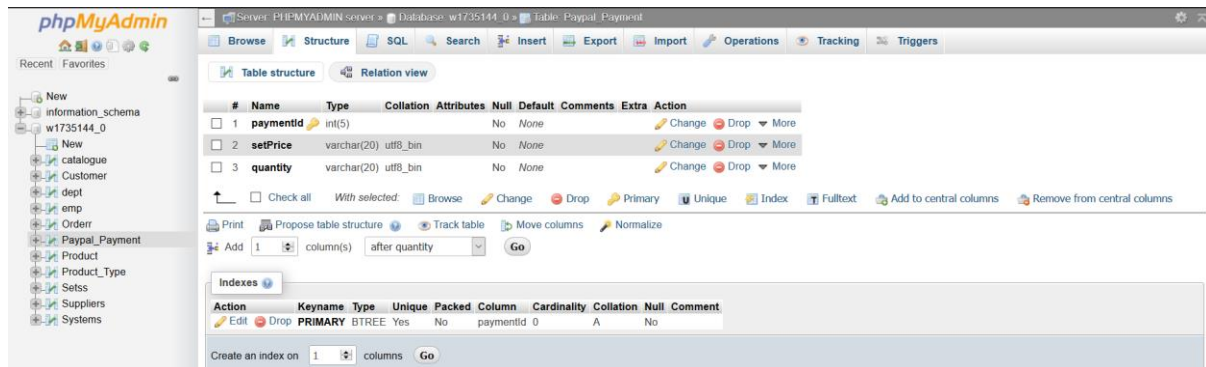 phpMyAdmin
Recent Favorites
New
information_schema
w1735144_0
New
catalogue
Customer
dept
emp
Orderr
Paypal_Payment
Product
Product_Type
Setss
Suppliers
Systems
Server: PHPMYADMIN server » Database: w1735144_0 » Table: Paypal_Payment
Browse Structure SQL Search Insert Export Import Operations Tracking Triggers
Table structure Relation view
# Name Type Collation Attributes Null Default Comments Extra Action
1 paymentId int(5) No None Change Drop More
2 setPrice varchar(20) utf8_bin No None Change Drop More
3 quantity varchar(20) utf8_bin No None Change Drop More
Check all With selected: Browse Change Drop Primary Unique Index Fulltext Add to central columns Remove from central columns
Print Propose table structure Track table Move columns Normalize
Add 1 column(s) after quantity Go
Indexes
Action Keyname Type Unique Packed Column Cardinality Collation Null Comment
Edit Drop PRIMARY BTREE Yes No paymentId 0 A No
Create an index on 1 columns Go